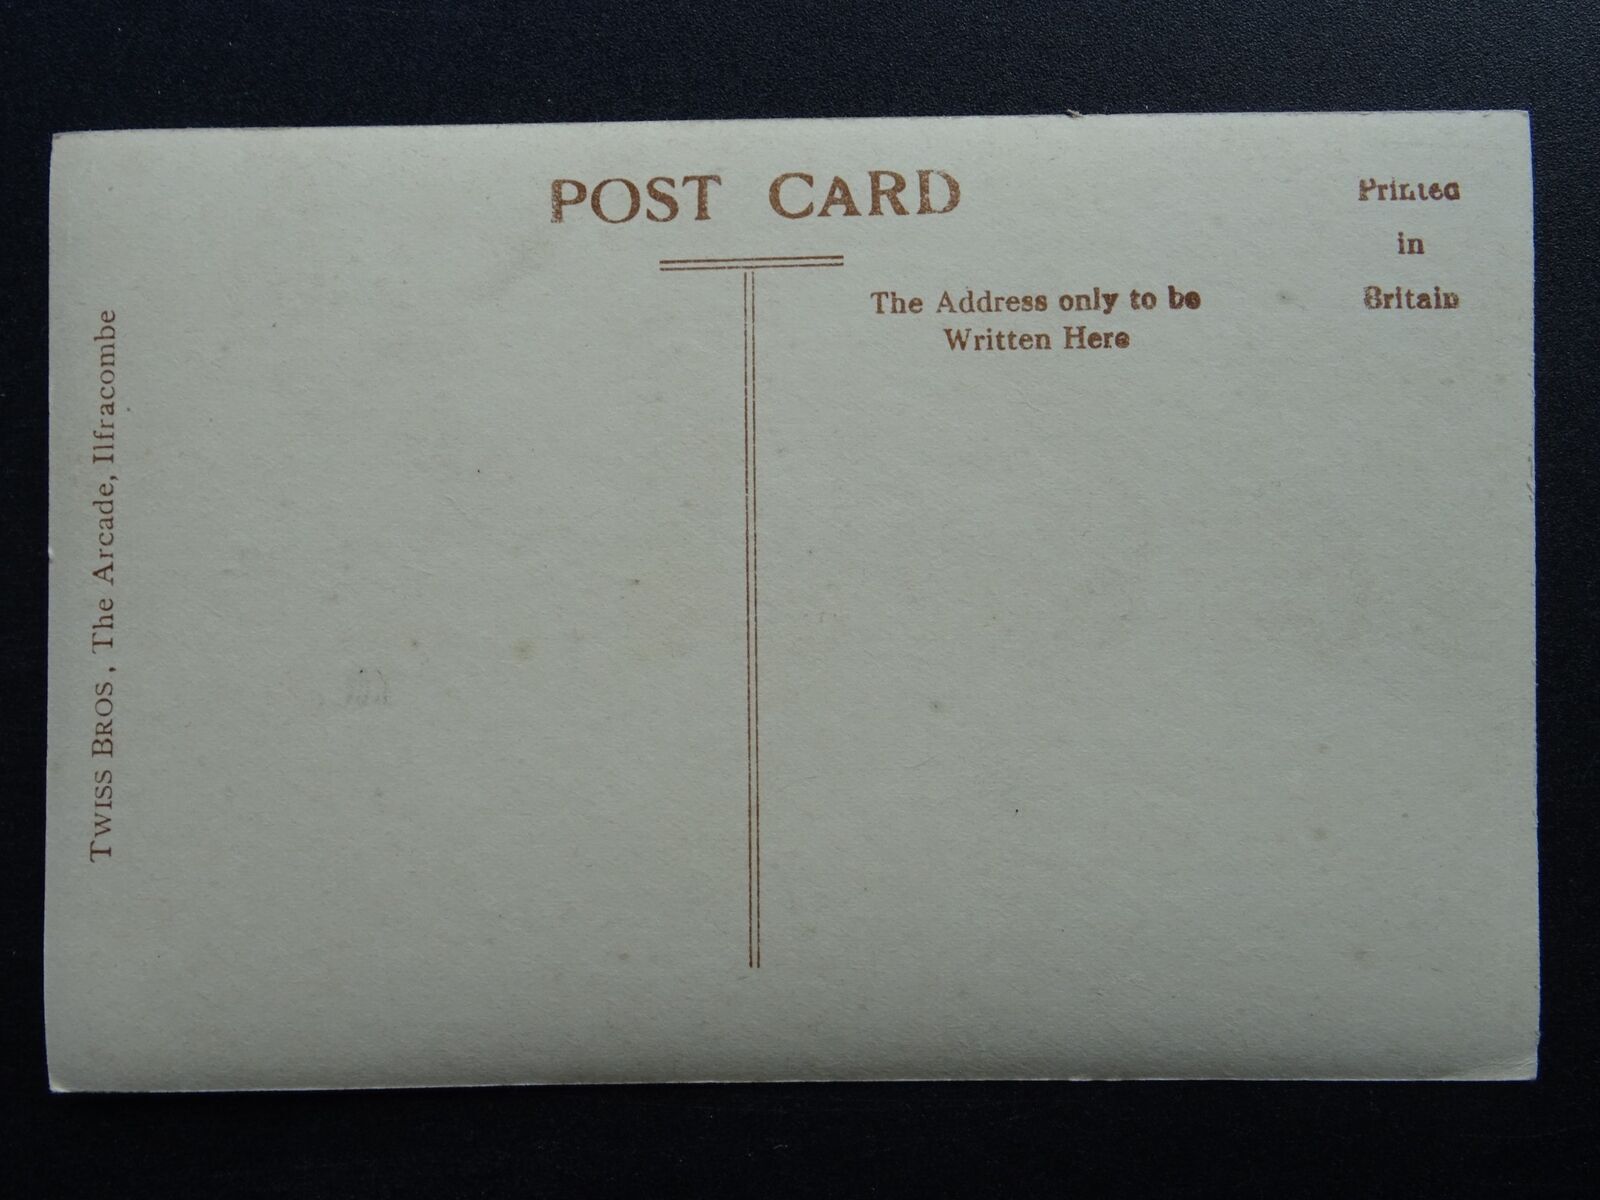 POST CARD
Printed
in
Britain
The Address only to be
Written Here
TWISS BROS, The Arcade, Ilfracombe